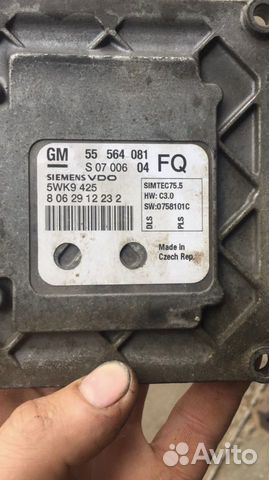 GM 55 564 081
S 07 006 04 FQ
SIEMENS VDO
5WK9 425
8 06 29 12 23 2
SIMTEC75.5
HW: C3.0
SW:0758101C
DLS
PLS
Made in
Czech Rep.
Avito